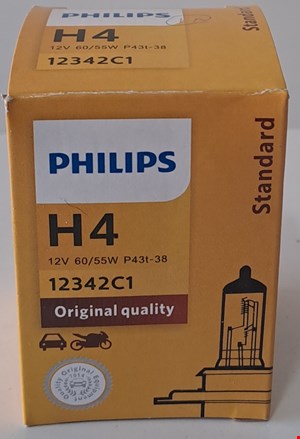 PHILIPS
H4
12V 60/55W P43t-38
12342C1
Standard
PHILIPS
H4
12V 60/55W P43t-38
12342C1
Original quality
Standard